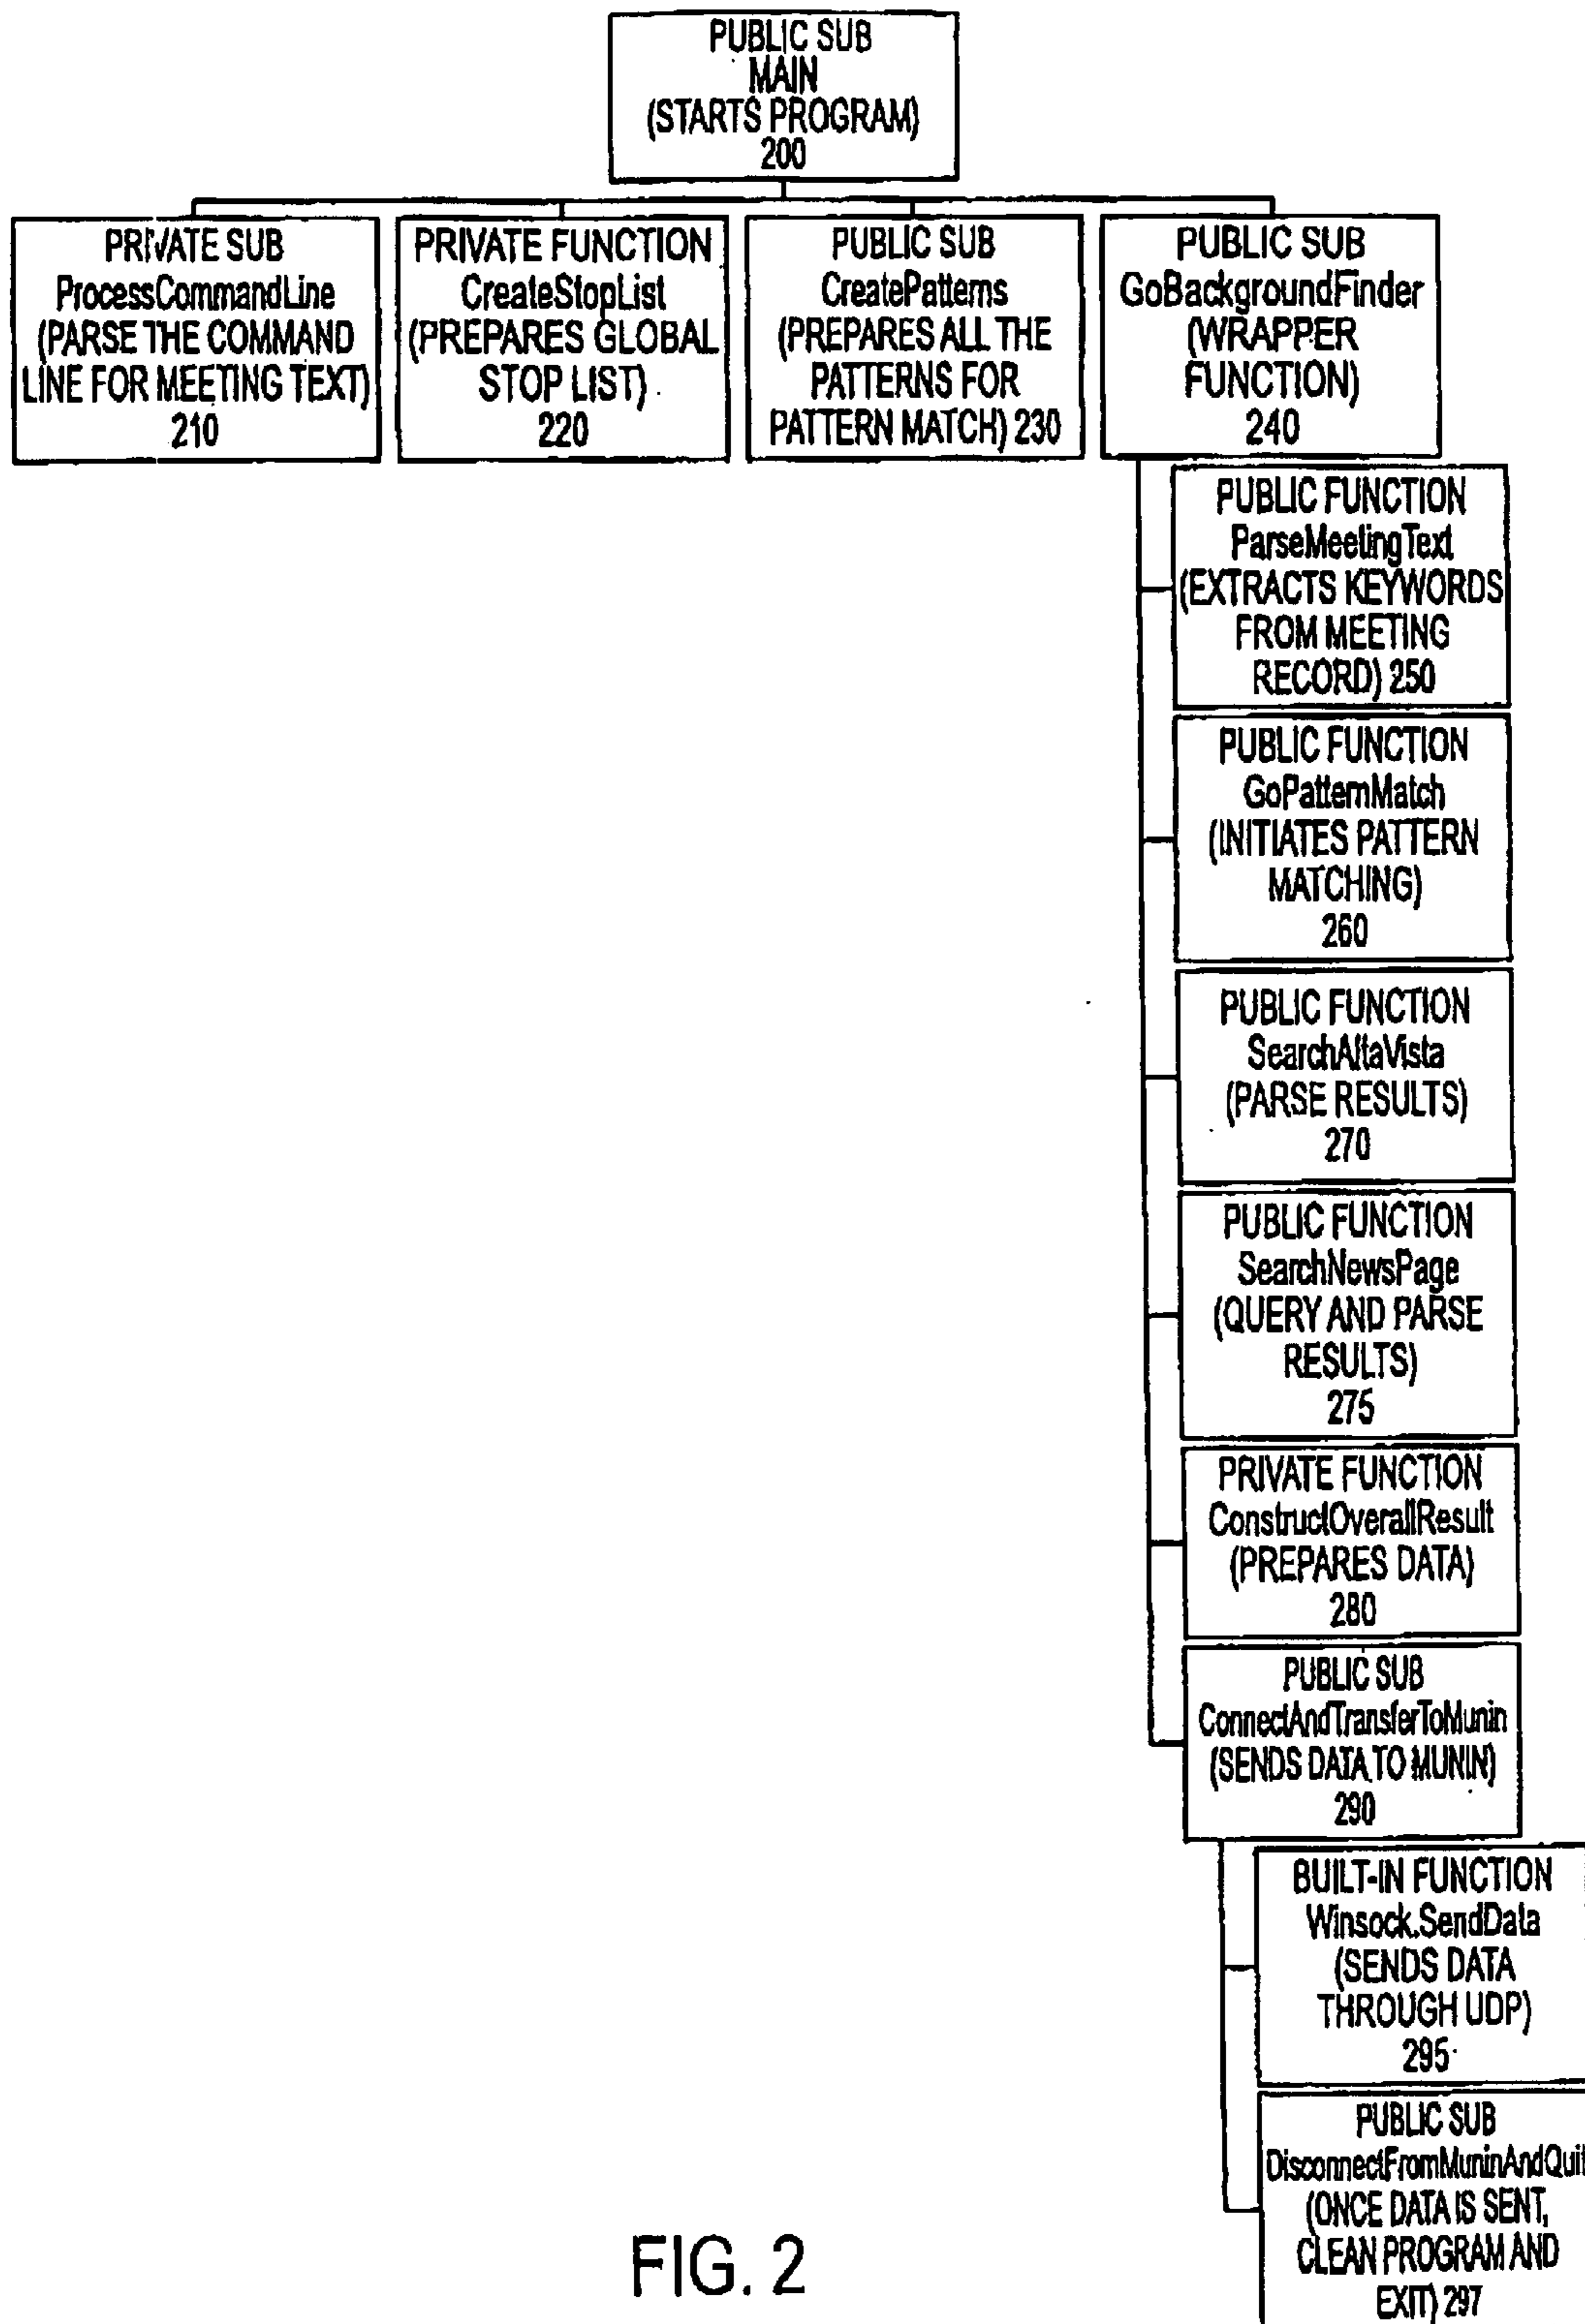 PUBLIC SUB
MAIN
(STARTS PROGRAM)
200
PRIVATE SUB
ProcessCommandLine
(PARSE THE COMMAND
LINE FOR MEETING TEXT)
210
PRIVATE FUNCTION
CreateStopList
(PREPARES GLOBAL
STOP LIST)
220
PUBLIC SUB
CreatePatterns
(PREPARES ALL THE
PATTERNS FOR
PATTERN MATCH) 230
PUBLIC SUB
GoBackgroundFinder
(WRAPPER
FUNCTION)
240
PUBLIC FUNCTION
ParseMeetingText
(EXTRACTS KEYWORDS
FROM MEETING
RECORD) 250
PUBLIC FUNCTION
GoPatternMatch
(INITIATES PATTERN
MATCHING)
260
PUBLIC FUNCTION
SearchAltaVista
(PARSE RESULTS)
270
PUBLIC FUNCTION
SearchNewsPage
(QUERY AND PARSE
RESULTS)
275
PRIVATE FUNCTION
ConstructOverallResult
(PREPARES DATA)
280
PUBLIC SUB
ConnectAndTransferToMunin
(SENDS DATA TO MUNIN)
290
BUILT-IN FUNCTION
Winsock.SendData
(SENDS DATA
THROUGH UDP)
295
PUBLIC SUB
DisconnectFromMuninAndQuit
(ONCE DATA IS SENT,
CLEAN PROGRAM AND
EXIT) 297
FIG. 2